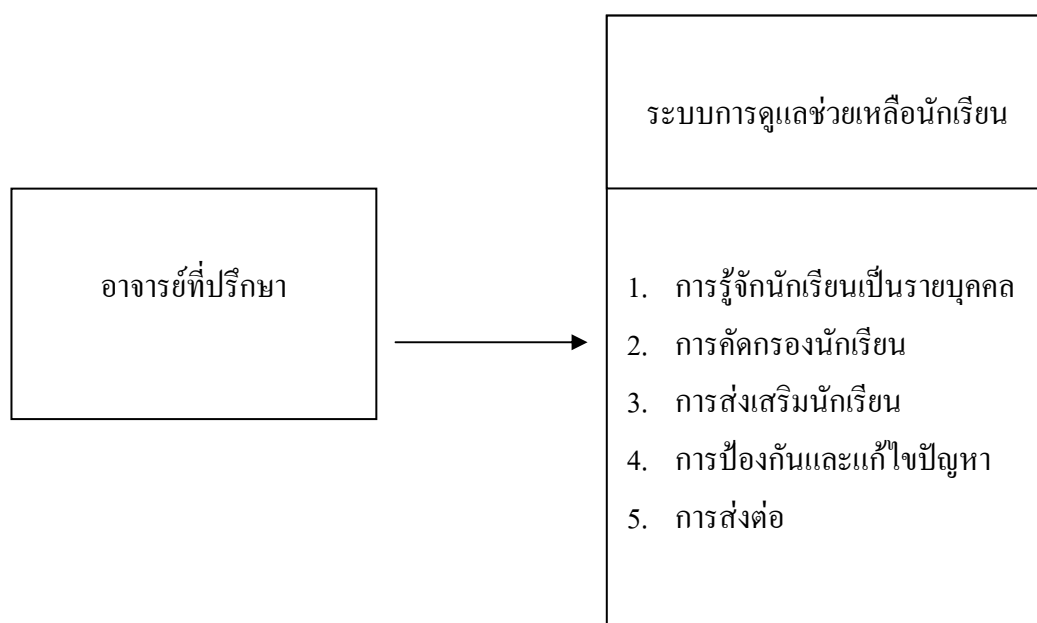 ระบบการดูแลช่วยเหลือนักเรียน
อาจารย์ที่ปรึกษา
1. การรู้จักนักเรียนเป็นรายบุคคล
2. การคัดกรองนักเรียน
3. การส่งเสริมนักเรียน
4. การป้องกันและแก้ไขปัญหา
5. การส่งต่อ